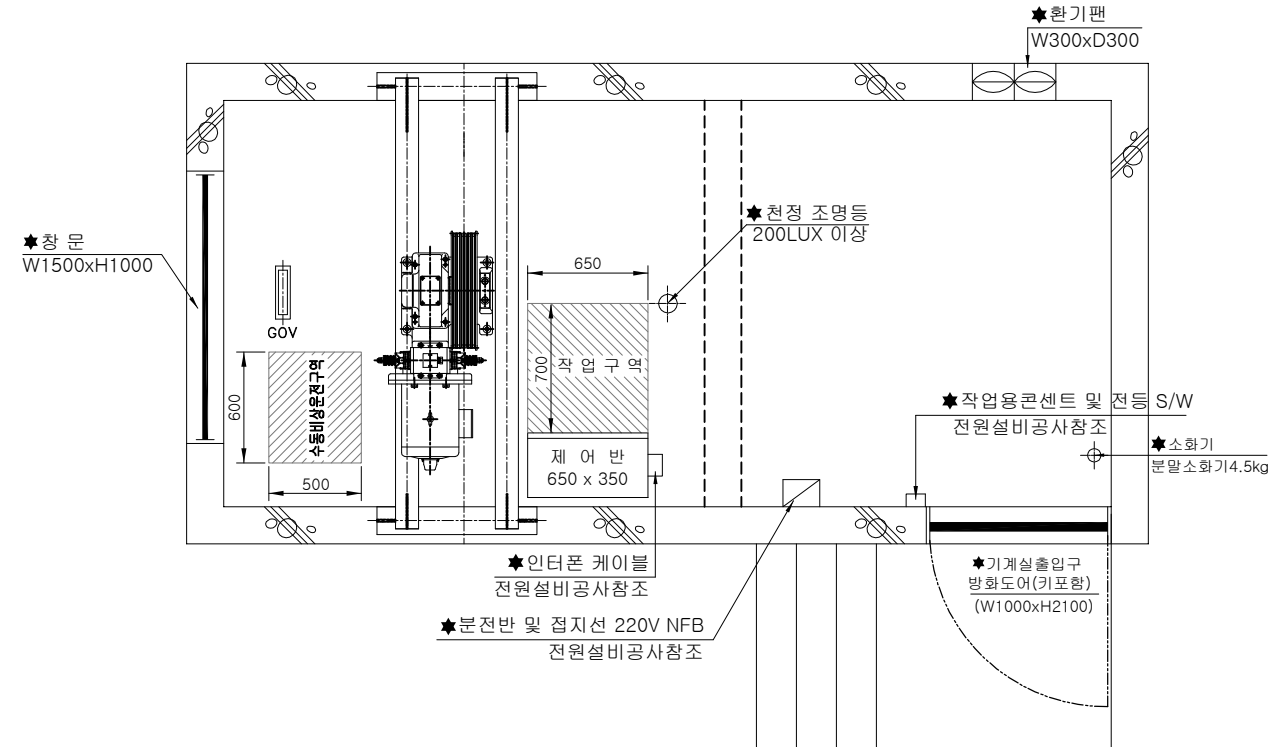 ★환기팬
W300xD300
★천정 조명등
200LUX 이상
★창 문
W1500xH1000
GOV
650
700
작 업 구 역
수동비상운전구역
600
500
제 어 반
650 x 350
★작업용콘센트 및 전등 S/W
전원설비공사참조
★소화기
분말소화기4.5kg
★인터폰 케이블
전원설비공사참조
★기계실출입구
방화도어(키포함)
(W1000xH2100)
★분전반 및 접지선 220V NFB
전원설비공사참조